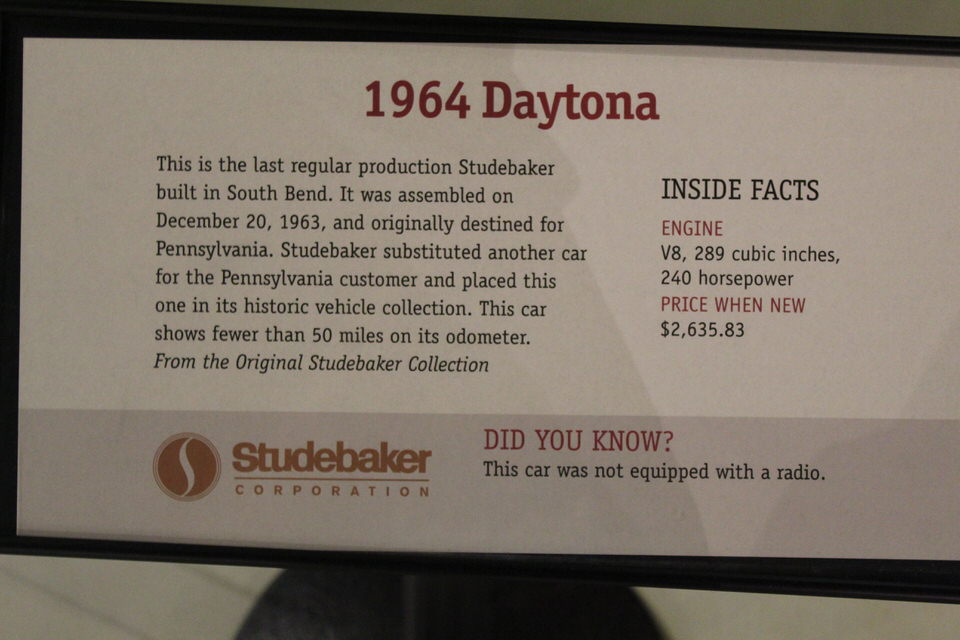 1964 Daytona
This is the last regular production Studebaker
built in South Bend. It was assembled on
December 20, 1963, and originally destined for
Pennsylvania. Studebaker substituted another car
for the Pennsylvania customer and placed this
one in its historic vehicle collection. This car
shows fewer than 50 miles on its odometer.
From the Original Studebaker Collection
INSIDE FACTS
ENGINE
V8, 289 cubic inches,
240 horsepower
PRICE WHEN NEW
$2,635.83
Studebaker
CORPORATION
DID YOU KNOW?
This car was not equipped with a radio.